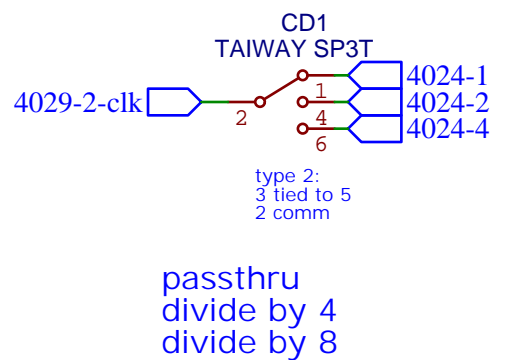 CD1
TAIWAY SP3T
4029-2-clk
2
1
4
6
4024-1
4024-2
4024-4
type 2:
3 tied to 5
2 comm
passthru
divide by 4
divide by 8